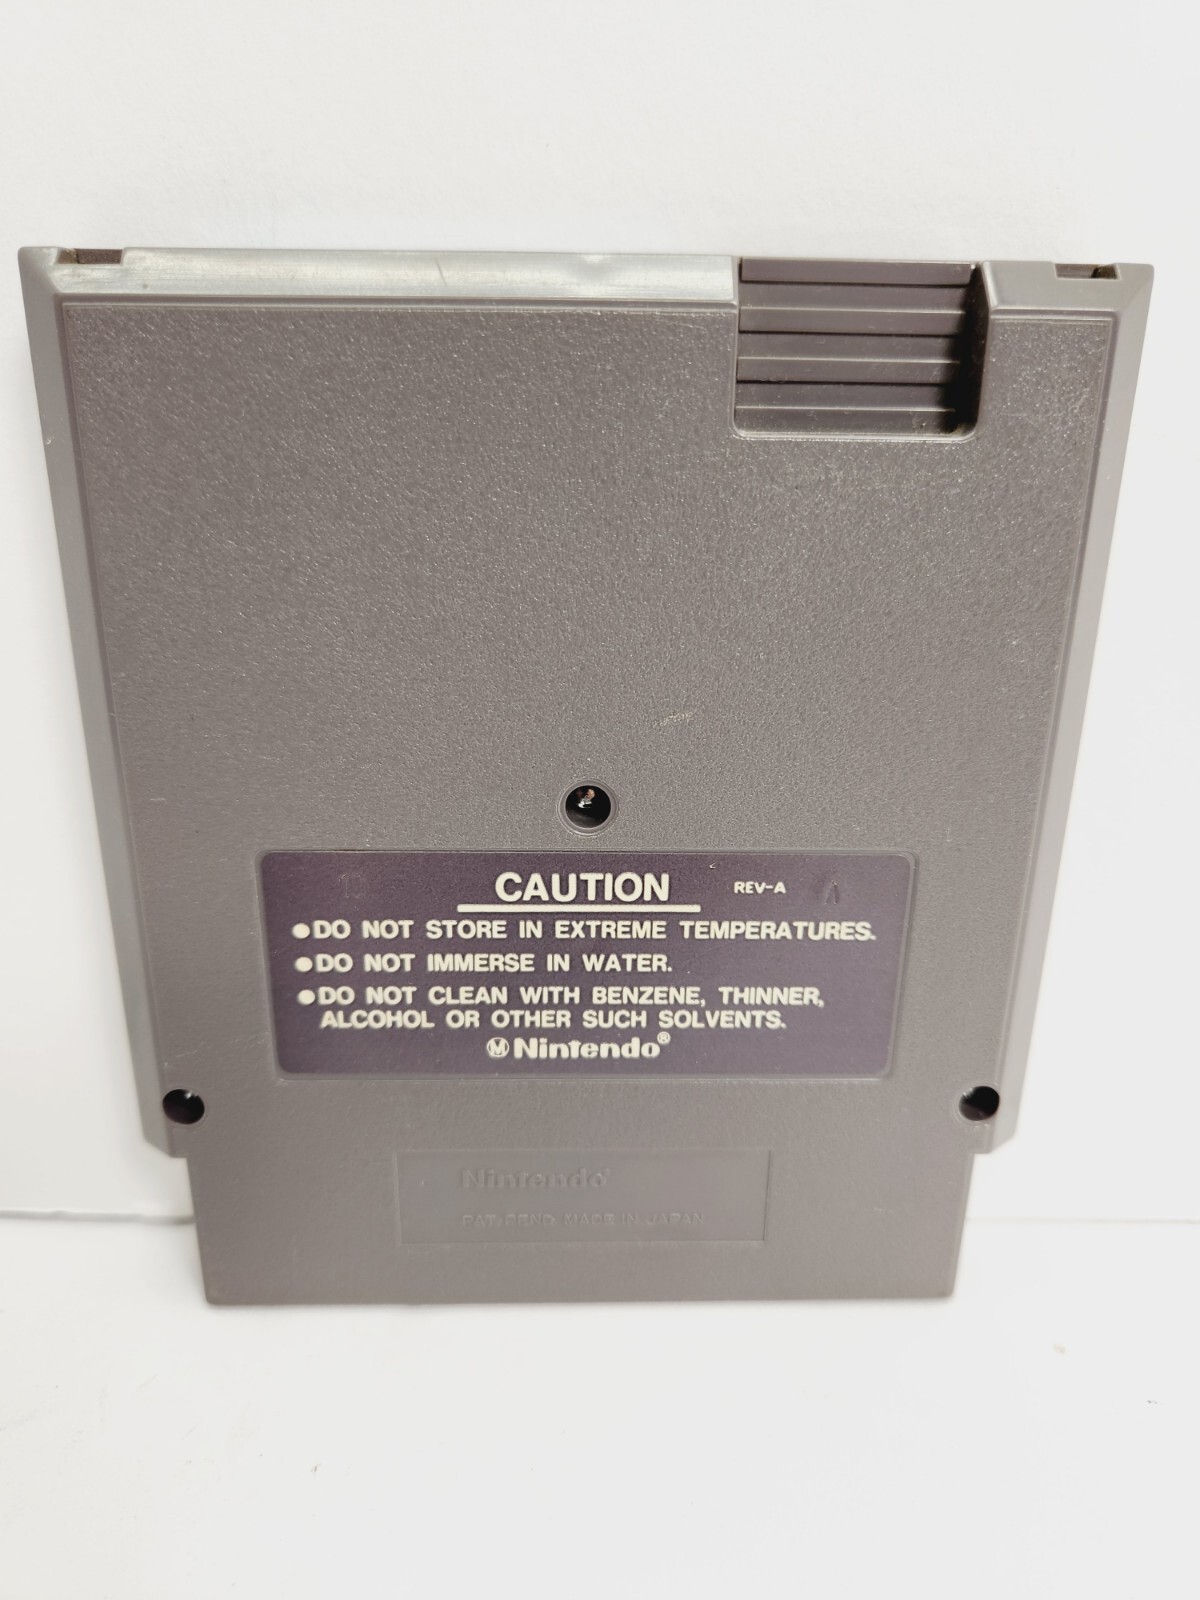 CAUTION REV-A A
●DO NOT STORE IN EXTREME TEMPERATURES.
●DO NOT IMMERSE IN WATER.
●DO NOT CLEAN WITH BENZENE, THINNER,
ALCOHOL OR OTHER SUCH SOLVENTS.
Ⓜ Nintendo®
Nintendo®
PAT. PEND. MADE IN JAPAN